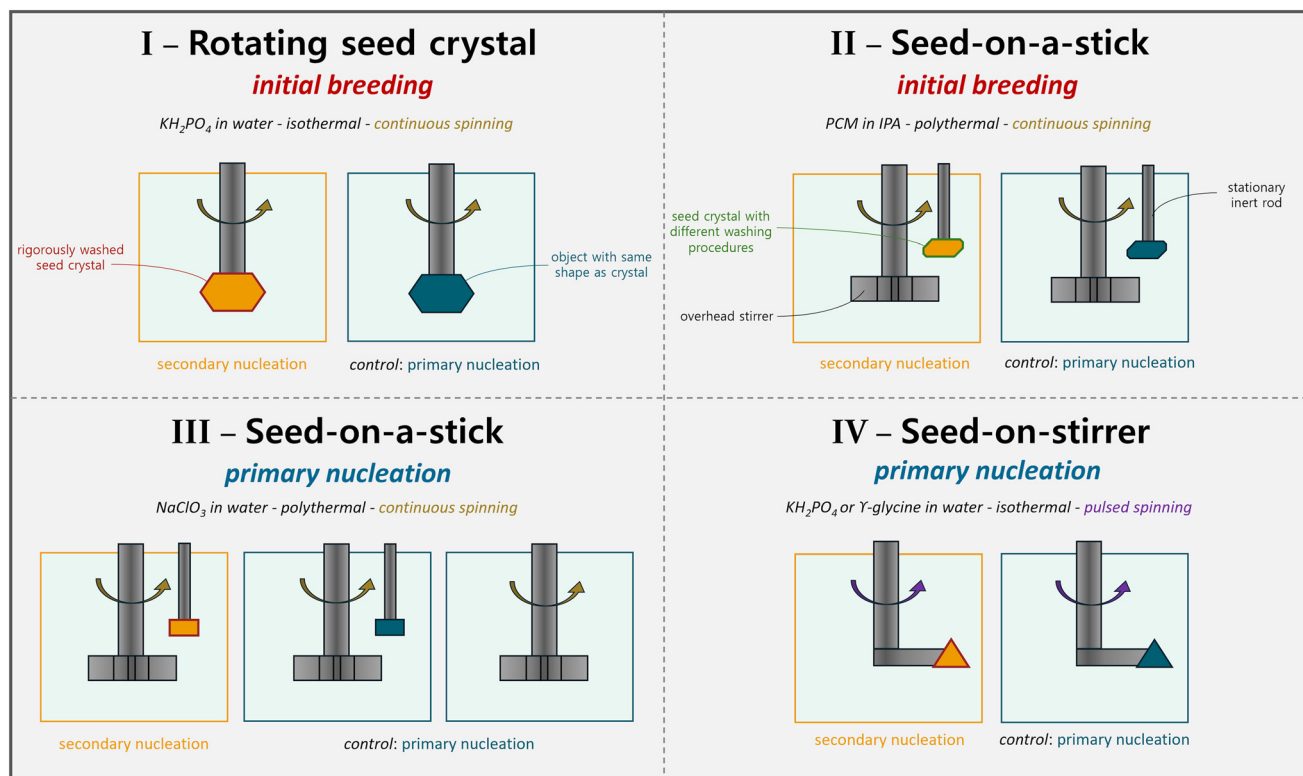 I – Rotating seed crystal
initial breeding
KH₂PO₄ in water - isothermal - continuous spinning
rigorously washed
seed crystal
object with same
shape as crystal
secondary nucleation
control: primary nucleation
II – Seed-on-a-stick
initial breeding
PCM in IPA - polythermal - continuous spinning
seed crystal with
different washing
procedures
stationary
inert rod
overhead stirrer
secondary nucleation
control: primary nucleation
III – Seed-on-a-stick
primary nucleation
NaClO₃ in water - polythermal - continuous spinning
secondary nucleation
control: primary nucleation
IV – Seed-on-stirrer
primary nucleation
KH₂PO₄ or ϒ-glycine in water - isothermal - pulsed spinning
secondary nucleation
control: primary nucleation